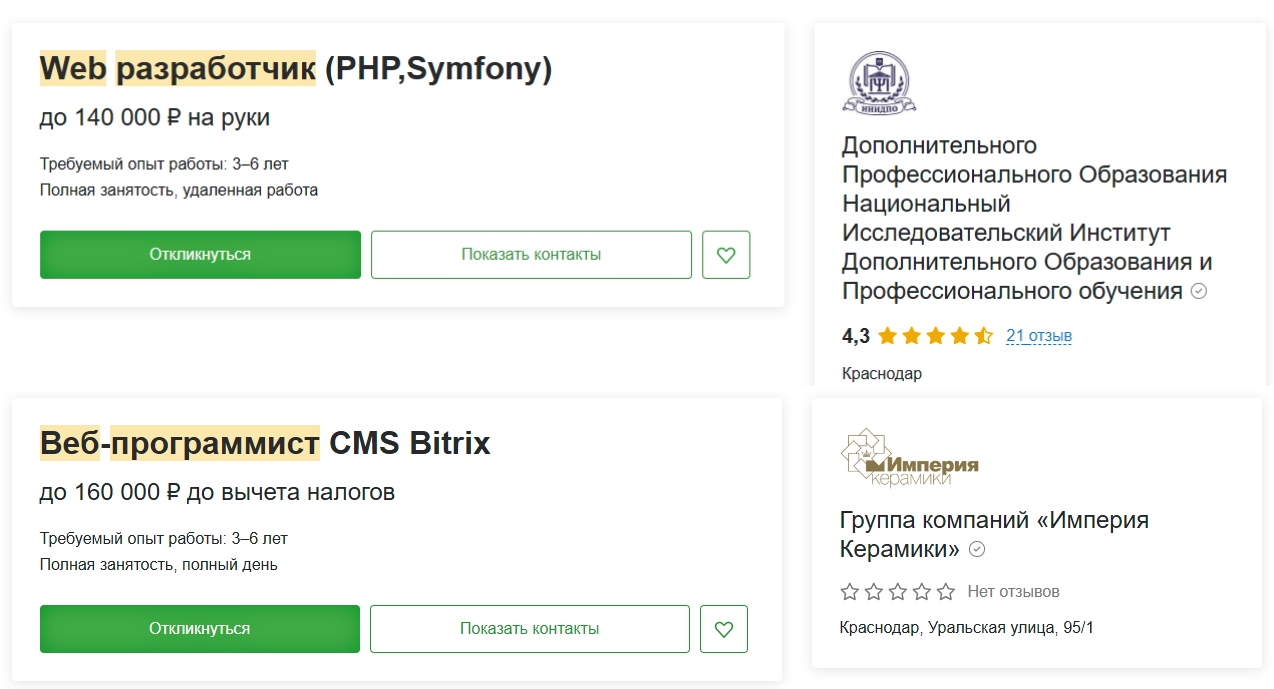 Web разработчик (PHP,Symfony)
до 140 000 ₽ на руки
Требуемый опыт работы: 3–6 лет
Полная занятость, удаленная работа
Откликнуться
Показать контакты
НИИДПО
Дополнительного
Профессионального Образования
Национальный
Исследовательский Институт
Дополнительного Образования и
Профессионального обучения
4,3
21 отзыв
Краснодар
Веб-программист CMS Bitrix
до 160 000 ₽ до вычета налогов
Требуемый опыт работы: 3–6 лет
Полная занятость, полный день
Откликнуться
Показать контакты
Империя
керамики
Группа компаний «Империя
Керамики»
Нет отзывов
Краснодар, Уральская улица, 95/1